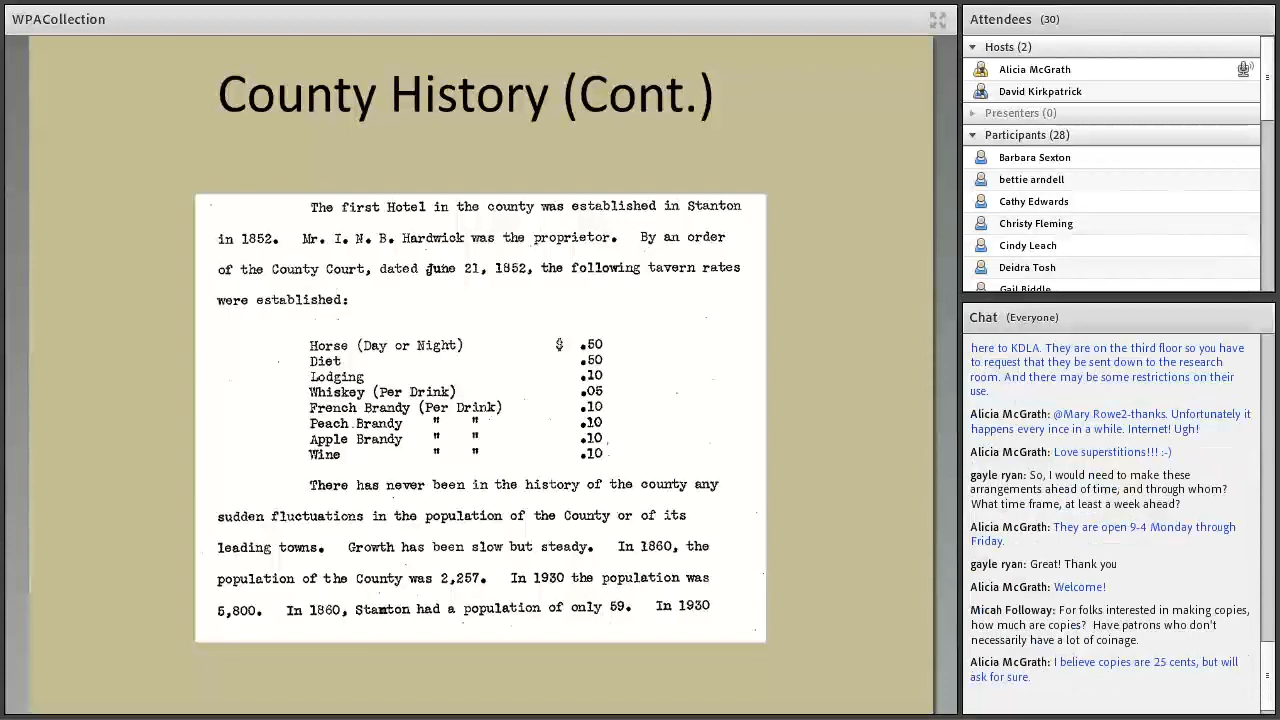 WPACollection
County History (Cont.)
The first Hotel in the county was established in Stanton
in 1852. Mr. I. N. B. Hardwick was the proprietor. By an order
of the County Court, dated June 21, 1852, the following tavern rates
were established:
Horse (Day or Night) $ .50
Diet .50
Lodging .10
Whiskey (Per Drink) .05
French Brandy (Per Drink) .10
Peach Brandy " " .10
Apple Brandy " " .10
Wine " " .10
There has never been in the history of the county any
sudden fluctuations in the population of the County or of its
leading towns. Growth has been slow but steady. In 1860, the
population of the County was 2,257. In 1930 the population was
5,800. In 1860, Stanton had a population of only 59. In 1930
Attendees (30)
Hosts (2)
Alicia McGrath
David Kirkpatrick
Presenters (0)
Participants (28)
Barbara Sexton
bettie arndell
Cathy Edwards
Christy Fleming
Cindy Leach
Deidra Tosh
Gail Biddle
Chat (Everyone)
here to KDLA. They are on the third floor so you have
to request that they be sent down to the research
room. And there may be some restrictions on their
use.
Alicia McGrath: @Mary Rowe2-thanks. Unfortunately it
happens every ince in a while. Internet! Ugh!
Alicia McGrath: Love superstitions!!! :-)
gayle ryan: So, I would need to make these
arrangements ahead of time, and through whom?
What time frame, at least a week ahead?
Alicia McGrath: They are open 9-4 Monday through
Friday.
gayle ryan: Great! Thank you
Alicia McGrath: Welcome!
Micah Followay: For folks interested in making copies,
how much are copies? Have patrons who don't
necessarily have a lot of coinage.
Alicia McGrath: I believe copies are 25 cents, but will
ask for sure.